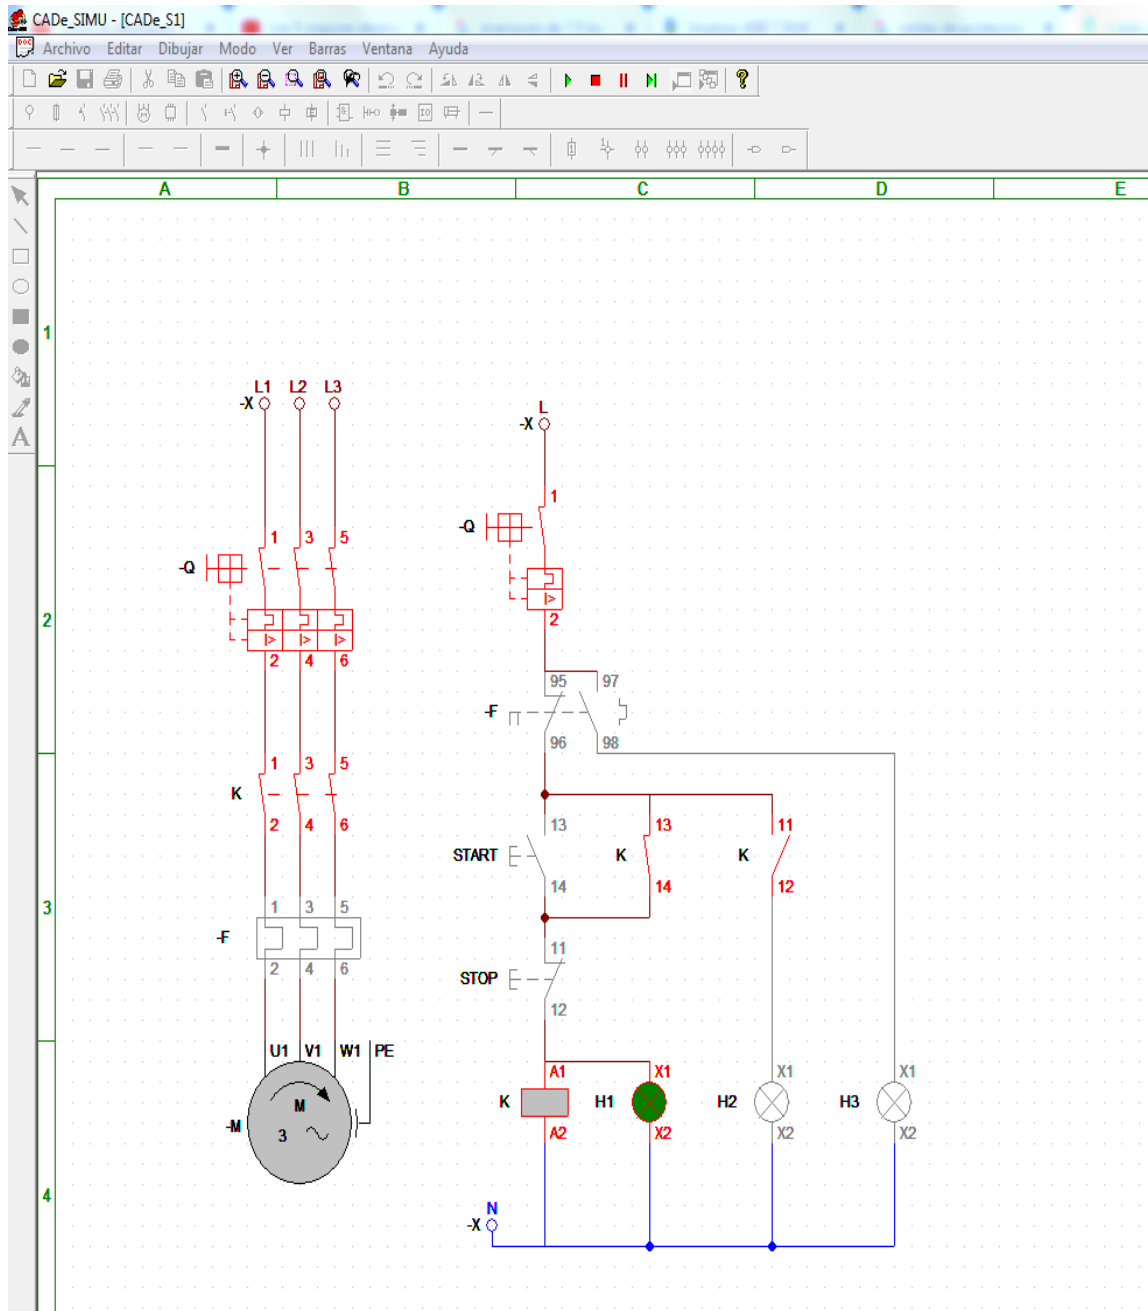 CADe_SIMU - [CADe_S1]
Archivo Editar Dibujar Modo Ver Barras Ventana Ayuda
A B C D E
1
L1 L2 L3
-X
L
-X
1
-Q
1 3 5
-Q
2
2
2 4 6
95 97
-F
96 98
1 3 5
K
2 4 6
13 13 11
START K K
14 14 12
3
1 3 5
-F
2 4 6
11
STOP
12
U1 V1 W1 PE
M
-M
3
A1 X1 X1 X1
K H1 H2 H3
A2 X2 X2 X2
4
N
-X